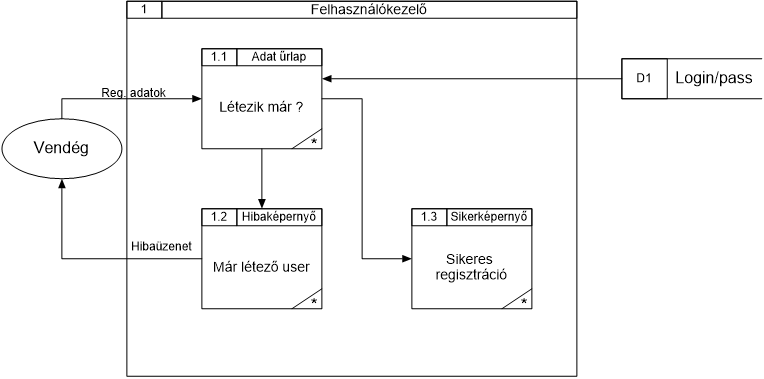 1 Felhasználókezelő
1.1 Adat űrlap
Létezik már ?
*
D1 Login/pass
Reg. adatok
Vendég
1.2 Hibaképernyő
Már létező user
*
1.3 Sikerképernyő
Sikeres
regisztráció
*
Hibaüzenet